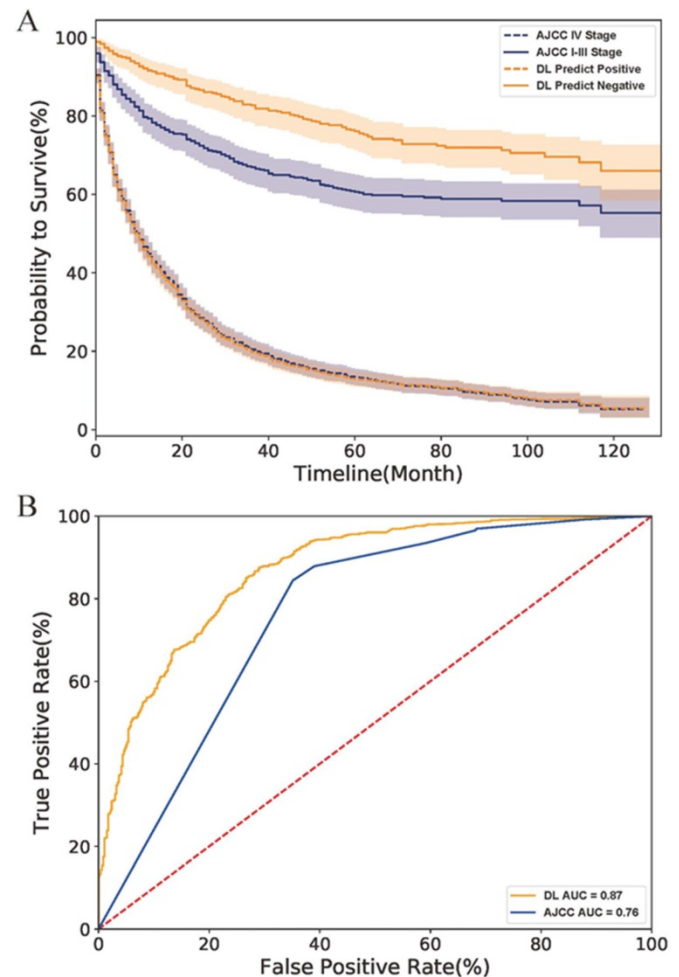 A
100
80
60
40
20
0
Probability to Survive(%)
AJCC IV Stage
AJCC I-III Stage
DL Predict Positive
DL Predict Negative
0 20 40 60 80 100 120
Timeline(Month)
B
100
80
60
40
20
0
True Positive Rate(%)
DL AUC = 0.87
AJCC AUC = 0.76
0 20 40 60 80 100
False Positive Rate(%)